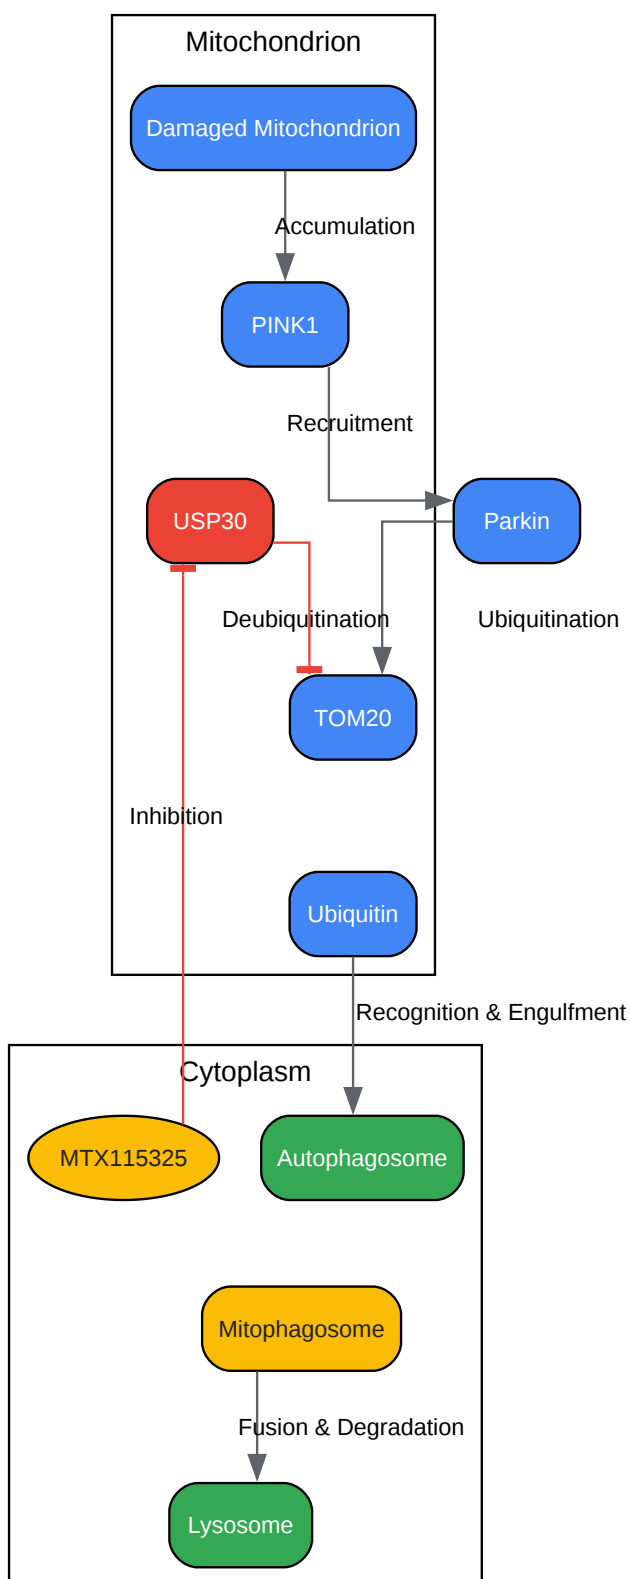 Mitochondrion
Damaged Mitochondrion
Accumulation
PINK1
Recruitment
USP30
Parkin
Deubiquitination
Ubiquitination
TOM20
Inhibition
Ubiquitin
Recognition & Engulfment
Cytoplasm
MTX115325
Autophagosome
Mitophagosome
Fusion & Degradation
Lysosome